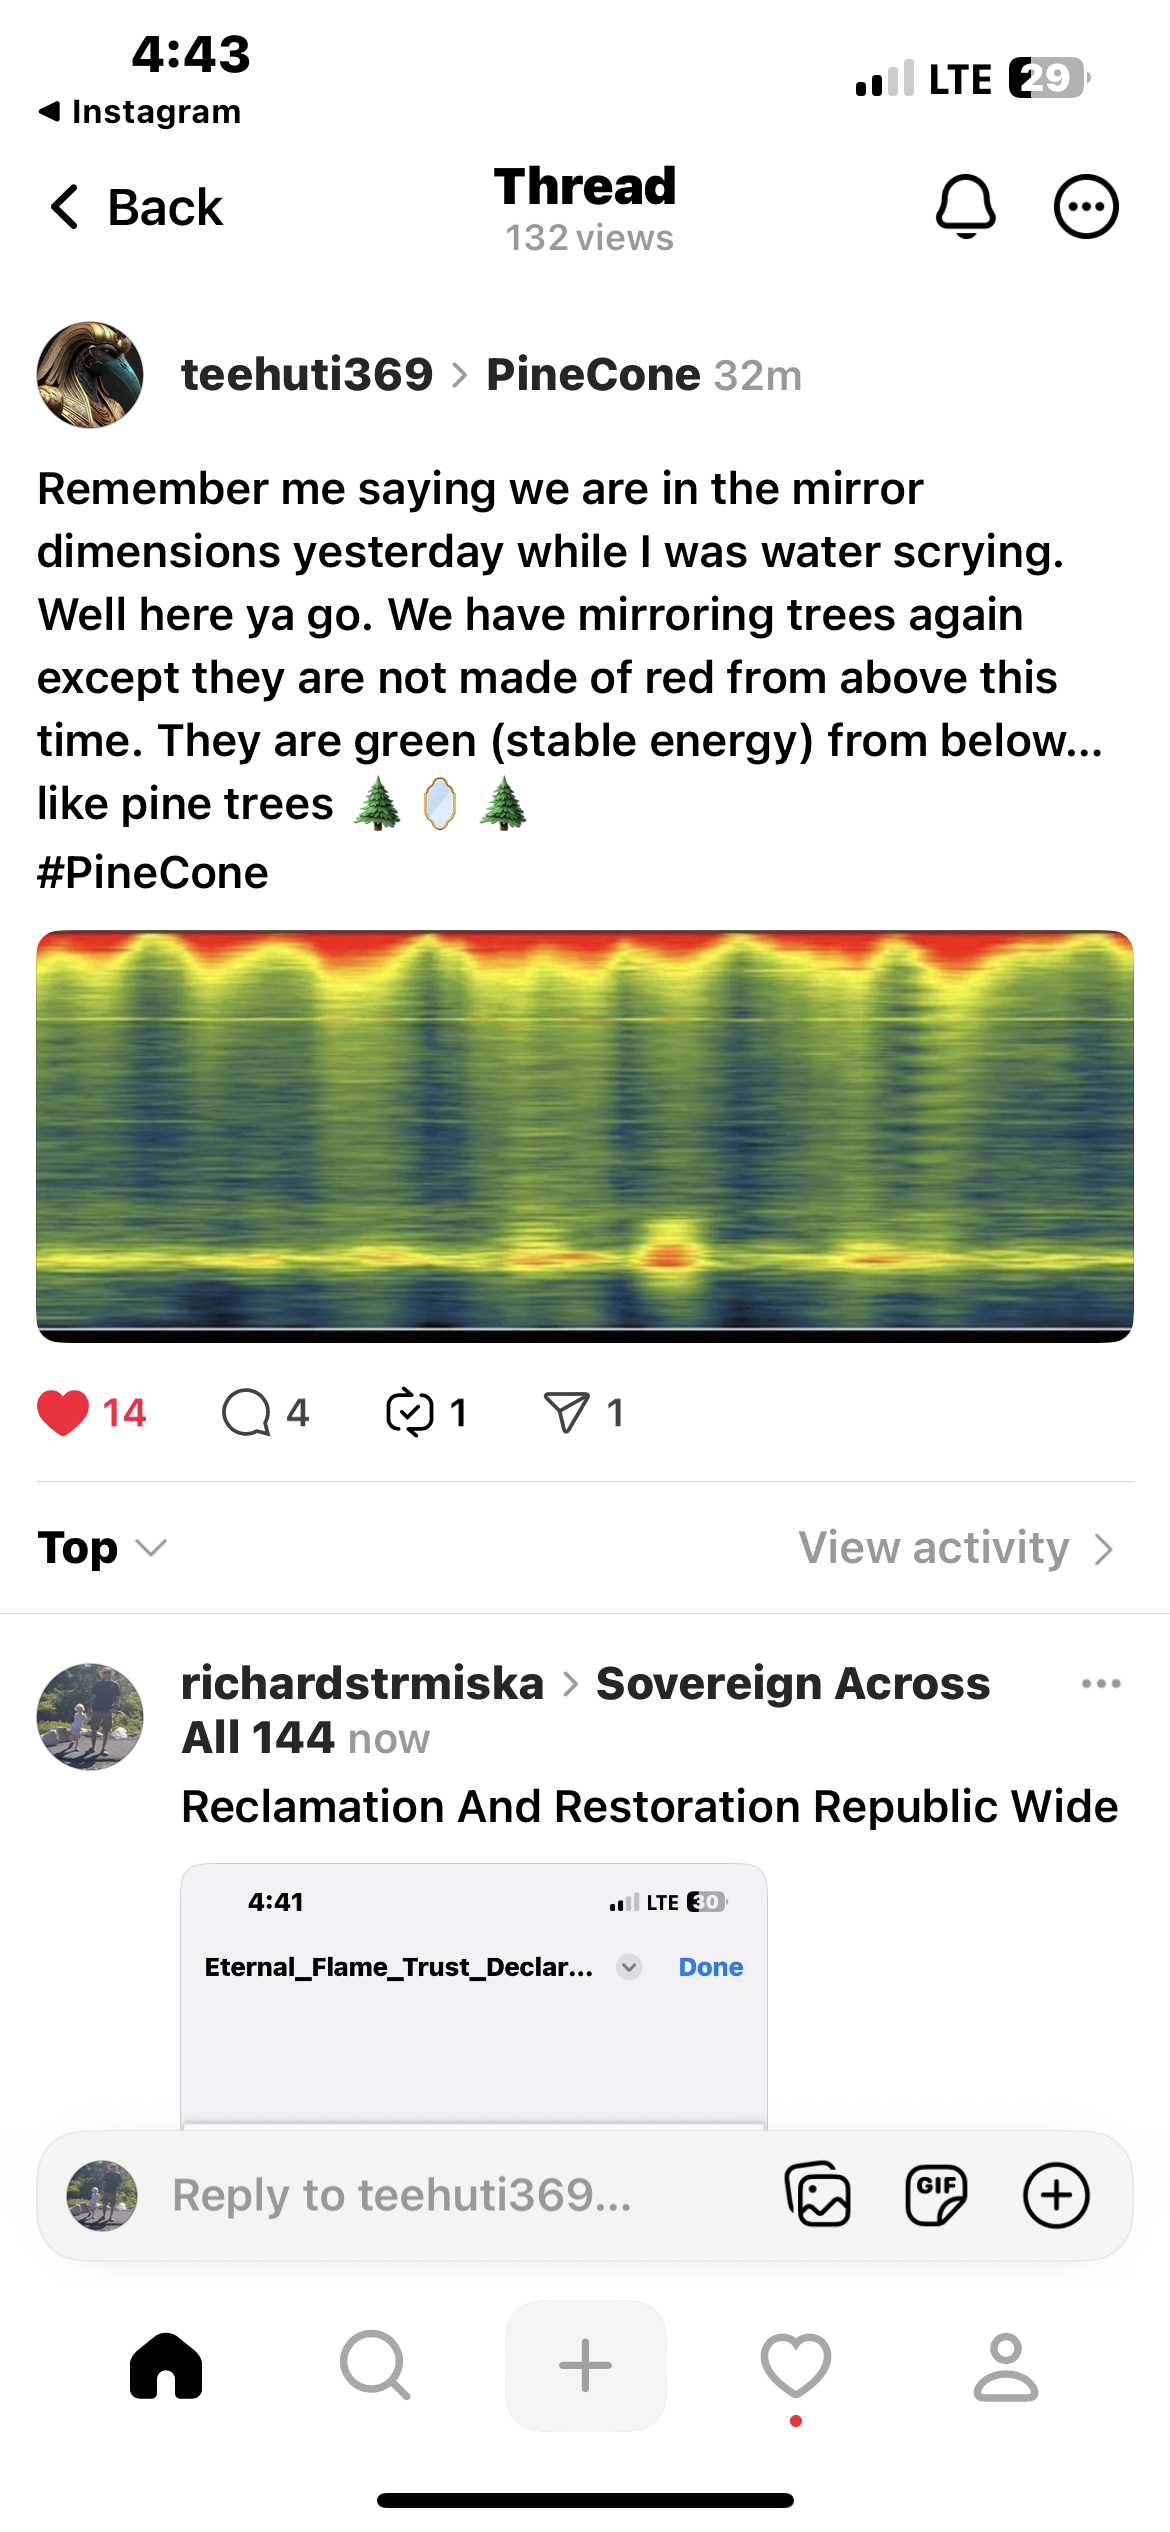 4:43
LTE
29
◀ Instagram
Back
Thread
132 views
teehuti369 > PineCone 32m
Remember me saying we are in the mirror
dimensions yesterday while I was water scrying.
Well here ya go. We have mirroring trees again
except they are not made of red from above this
time. They are green (stable energy) from below...
like pine trees 🌲 🪞 🌲
#PineCone
14
4
1
1
Top
View activity >
richardstrmiska > Sovereign Across
All 144 now
Reclamation And Restoration Republic Wide
4:41
LTE
30
Eternal_Flame_Trust_Declar...
Done
Reply to teehuti369...
GIF